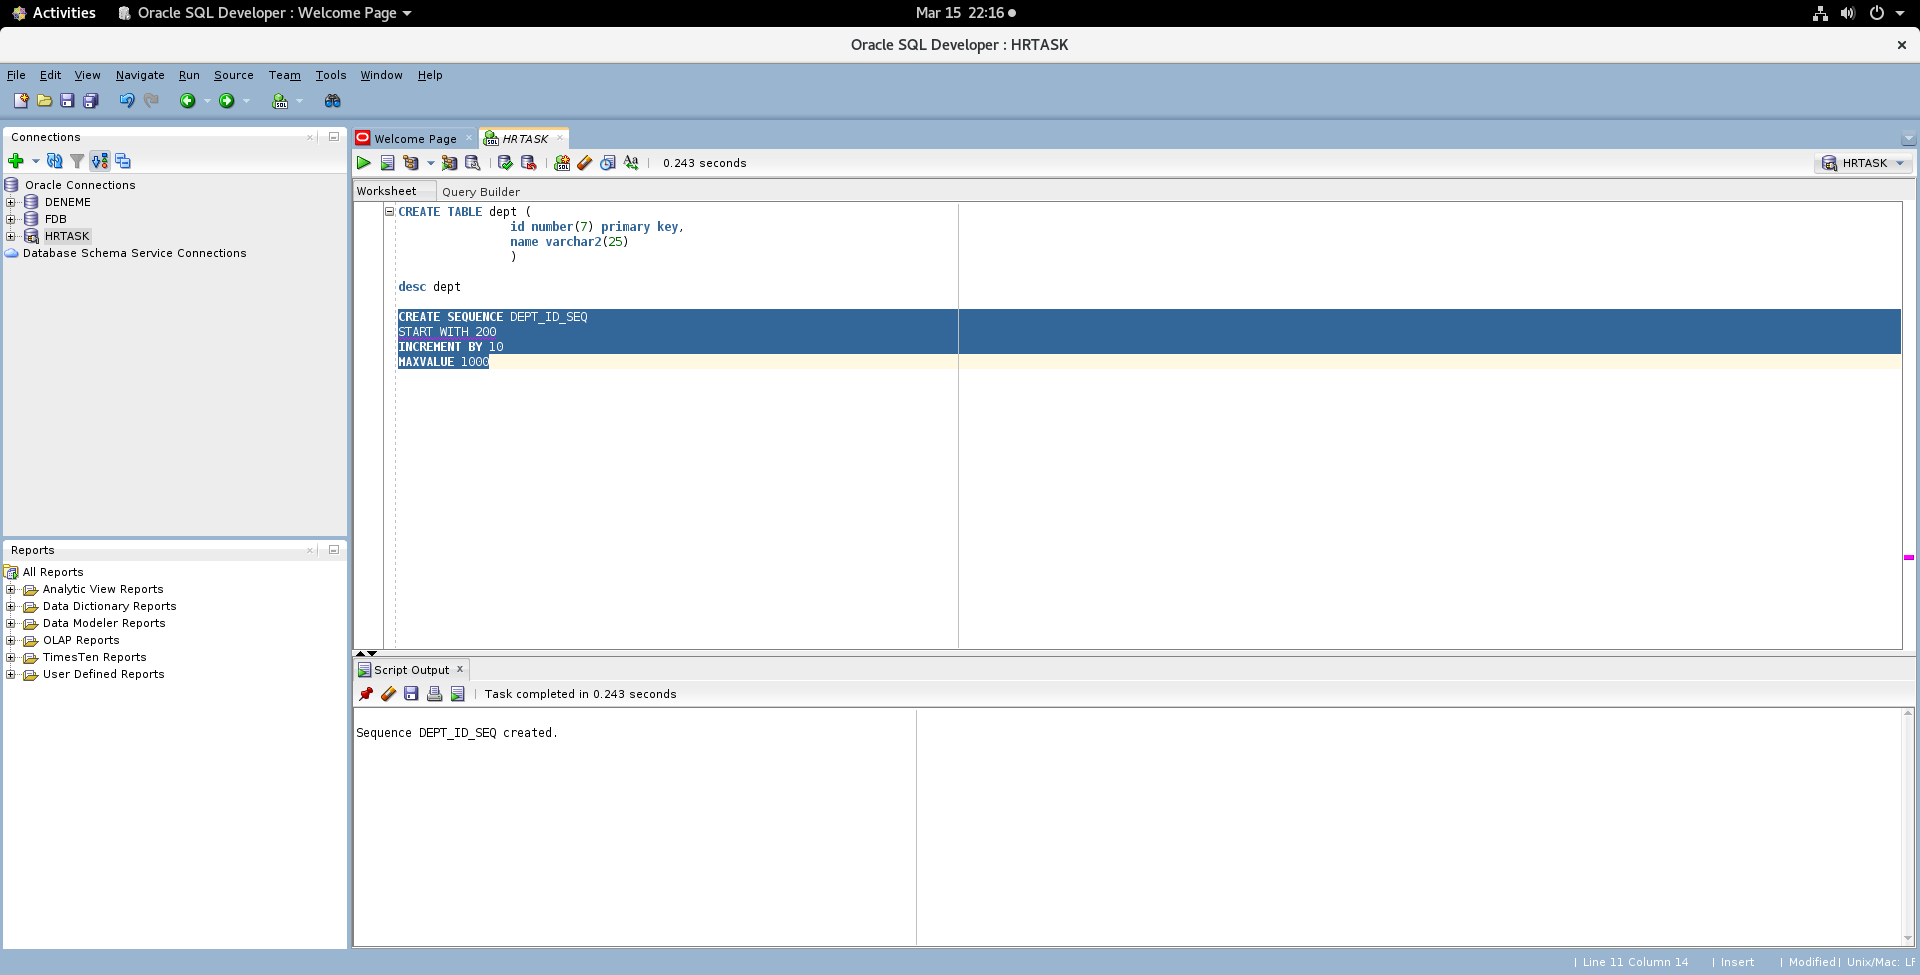 Activities
Oracle SQL Developer : Welcome Page
Mar 15 22:16
Oracle SQL Developer : HRTASK
File Edit View Navigate Run Source Team Tools Window Help
Connections
Oracle Connections
DENEME
FDB
HRTASK
Database Schema Service Connections
Reports
All Reports
Analytic View Reports
Data Dictionary Reports
Data Modeler Reports
OLAP Reports
TimesTen Reports
User Defined Reports
Welcome Page
HRTASK
0.243 seconds
HRTASK
Worksheet Query Builder
CREATE TABLE dept (
id number(7) primary key,
name varchar2(25)
)
desc dept
CREATE SEQUENCE DEPT_ID_SEQ
START WITH 200
INCREMENT BY 10
MAXVALUE 1000
Script Output
Task completed in 0.243 seconds
Sequence DEPT_ID_SEQ created.
| Line 11 Column 14 | Insert | Modified| Unix/Mac: LF